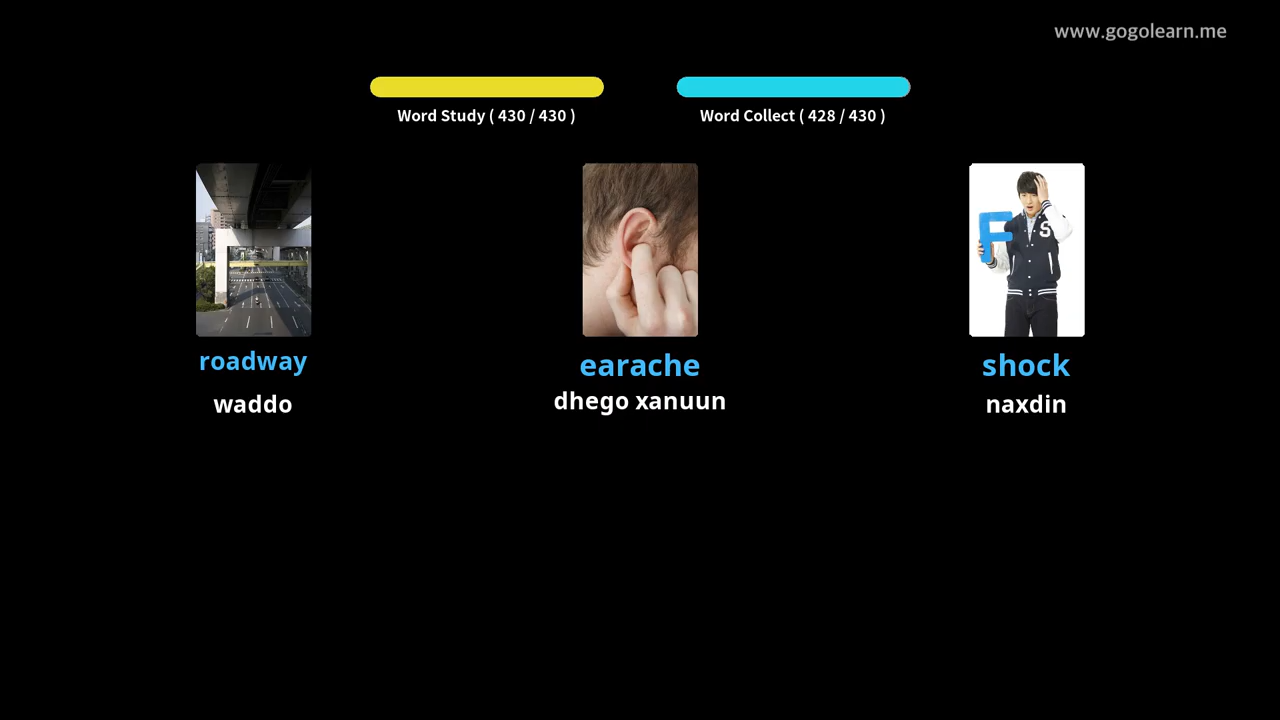 www.gogolearn.me
Word Study ( 430 / 430 )
Word Collect ( 428 / 430 )
F
S
roadway
earache
shock
waddo
dhego xanuun
naxdin